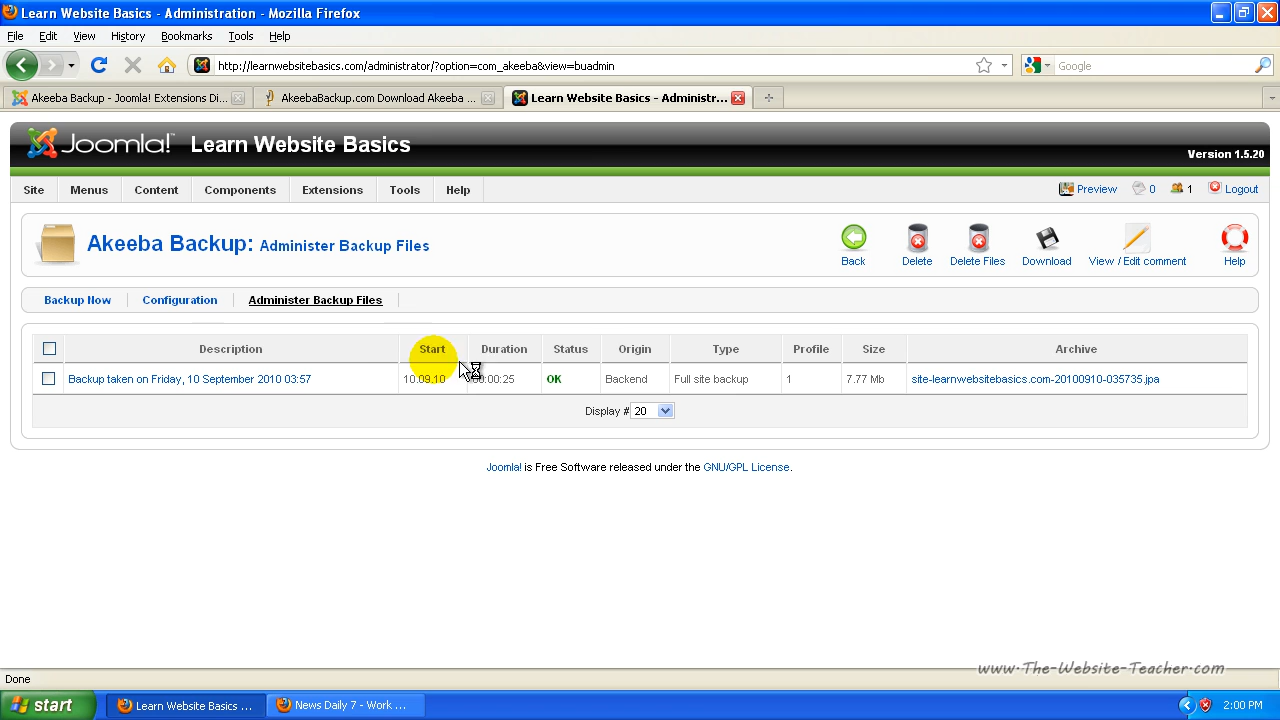 Learn Website Basics - Administration - Mozilla Firefox
File Edit View History Bookmarks Tools Help
http://learnwebsitebasics.com/administrator/?option=com_akeeba&view=buadmin
Google
Akeeba Backup - Joomla! Extensions Di...
AkeebaBackup.com Download Akeeba ...
Learn Website Basics - Administr...
Joomla! Learn Website Basics
Version 1.5.20
Site Menus Content Components Extensions Tools Help
Preview 0 1 Logout
Akeeba Backup: Administer Backup Files
Back Delete Delete Files Download View / Edit comment Help
Backup Now Configuration Administer Backup Files
Description Start Duration Status Origin Type Profile Size Archive
Backup taken on Friday, 10 September 2010 03:57 10.09.10 00:00:25 OK Backend Full site backup 1 7.77 Mb site-learnwebsitebasics.com-20100910-035735.jpa
Display # 20
Joomla! is Free Software released under the GNU/GPL License.
Done
www.The-Website-Teacher.com
start
Learn Website Basics ...
News Daily 7 - Work ...
2:00 PM